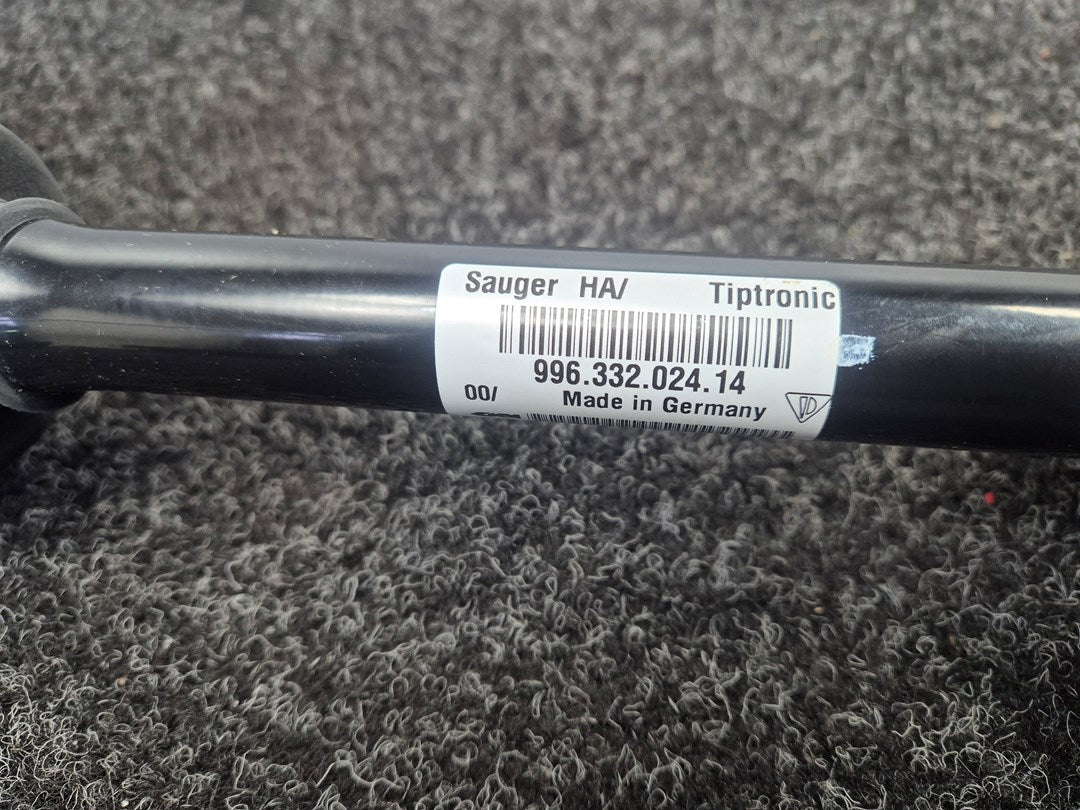 Sauger HA/ Tiptronic
996.332.024.14
00/ Made in Germany